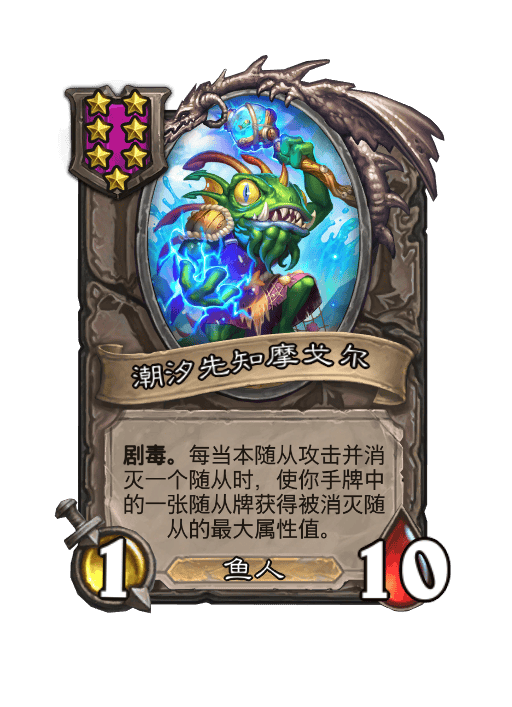 潮汐先知摩戈尔
剧毒。每当本随从攻击并消
灭一个随从时，使你手牌中
的一张随从牌获得被消灭随
从的最大属性值。
1
鱼人
10